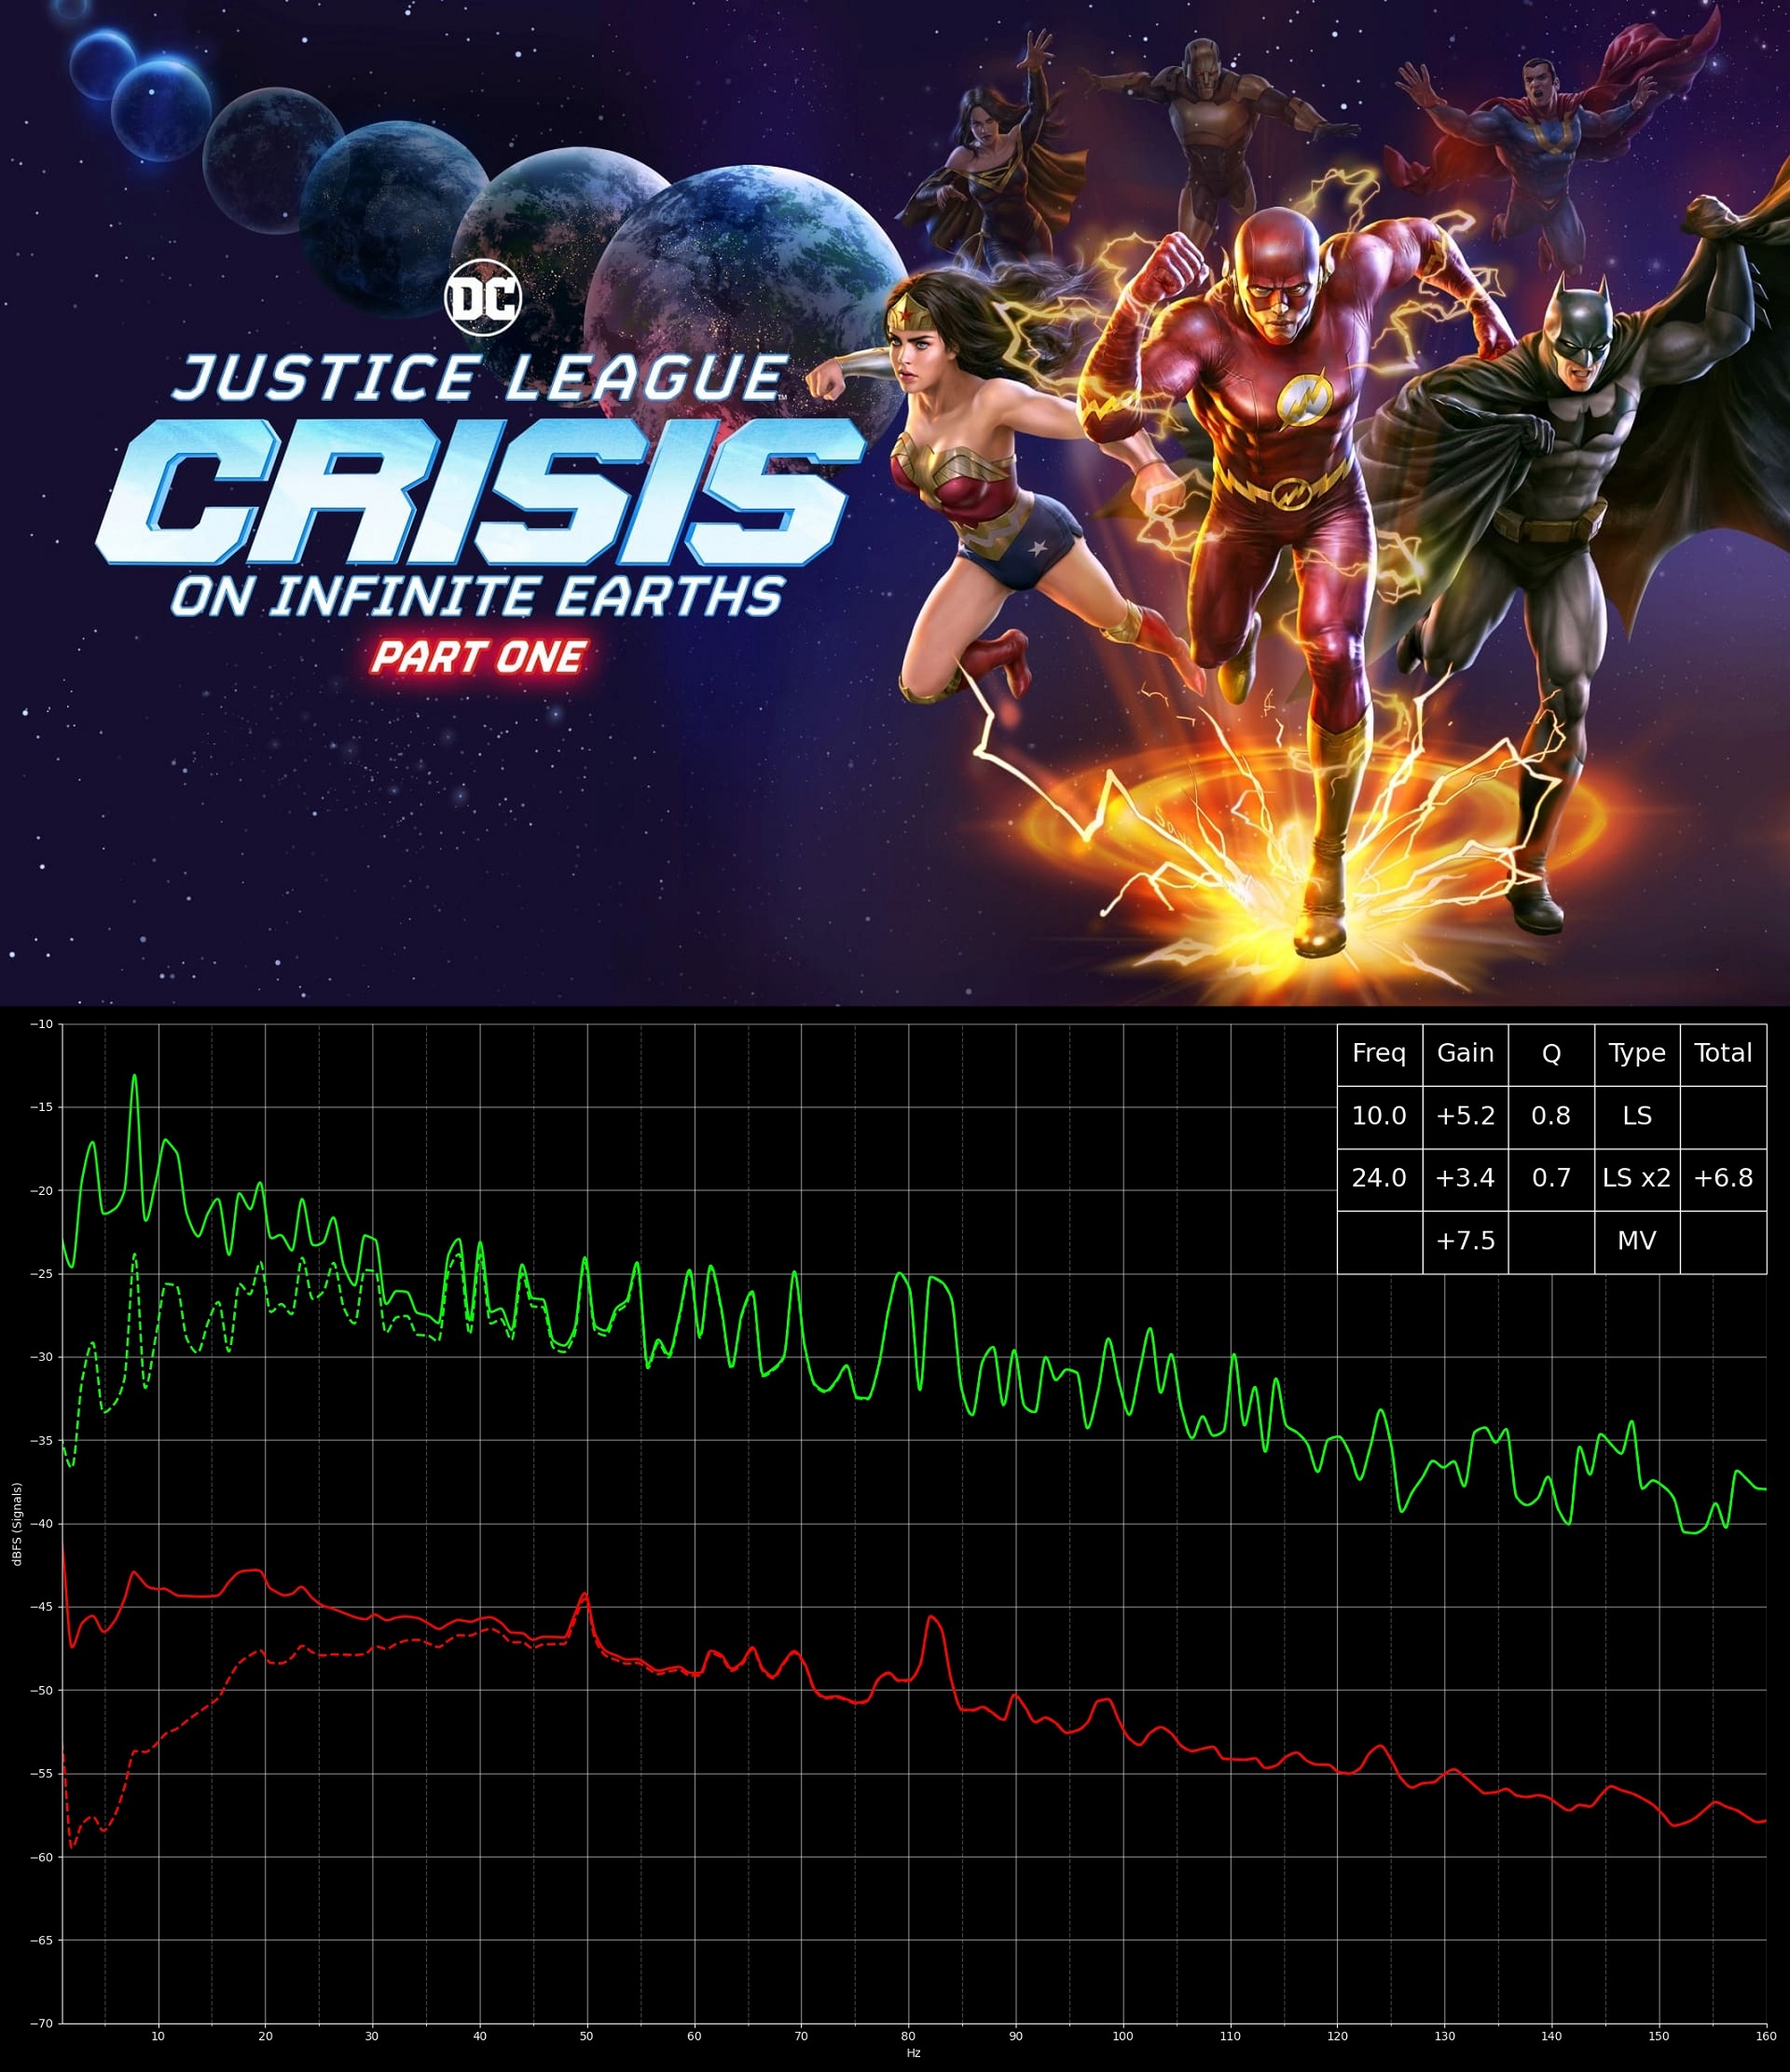 DC
JUSTICE LEAGUE™
CRISIS
ON INFINITE EARTHS
PART ONE
Freq Gain Q Type Total
10.0 +5.2 0.8 LS
24.0 +3.4 0.7 LS x2 +6.8
+7.5 MV
−10
−15
−20
−25
−30
−35
−40
−45
−50
−55
−60
−65
−70
dBFS (Signals)
10 20 30 40 50 60 70 80 90 100 110 120 130 140 150 160
Hz